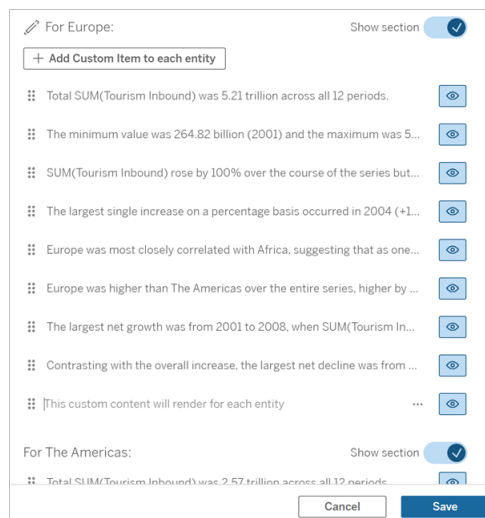 For Europe:
Show section
+ Add Custom Item to each entity
Total SUM(Tourism Inbound) was 5.21 trillion across all 12 periods.
The minimum value was 264.82 billion (2001) and the maximum was 5...
SUM(Tourism Inbound) rose by 100% over the course of the series but...
The largest single increase on a percentage basis occurred in 2004 (+1...
Europe was most closely correlated with Africa, suggesting that as one...
Europe was higher than The Americas over the entire series, higher by ...
The largest net growth was from 2001 to 2008, when SUM(Tourism In...
Contrasting with the overall increase, the largest net decline was from ...
This custom content will render for each entity
For The Americas:
Show section
Total SUM(Tourism Inbound) was 2.57 trillion across all 12 periods
Cancel
Save